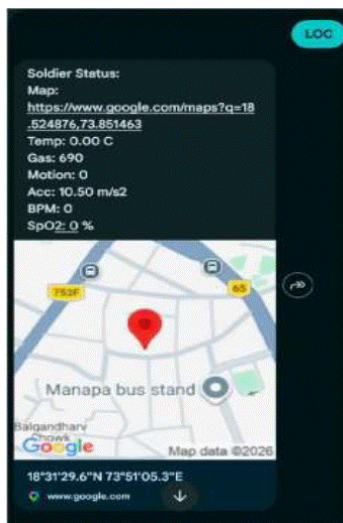 LOC
Soldier Status:
Map:
https://www.google.com/maps?q=18
.524876,73.851463
Temp: 0.00 C
Gas: 690
Motion: 0
Acc: 10.50 m/s2
BPM: 0
SpO2: 0 %
752F
65
Manapa bus stand
Balgandharv
Chowk
Google
Map data ©2026
18°31'29.6"N 73°51'05.3"E
www.google.com